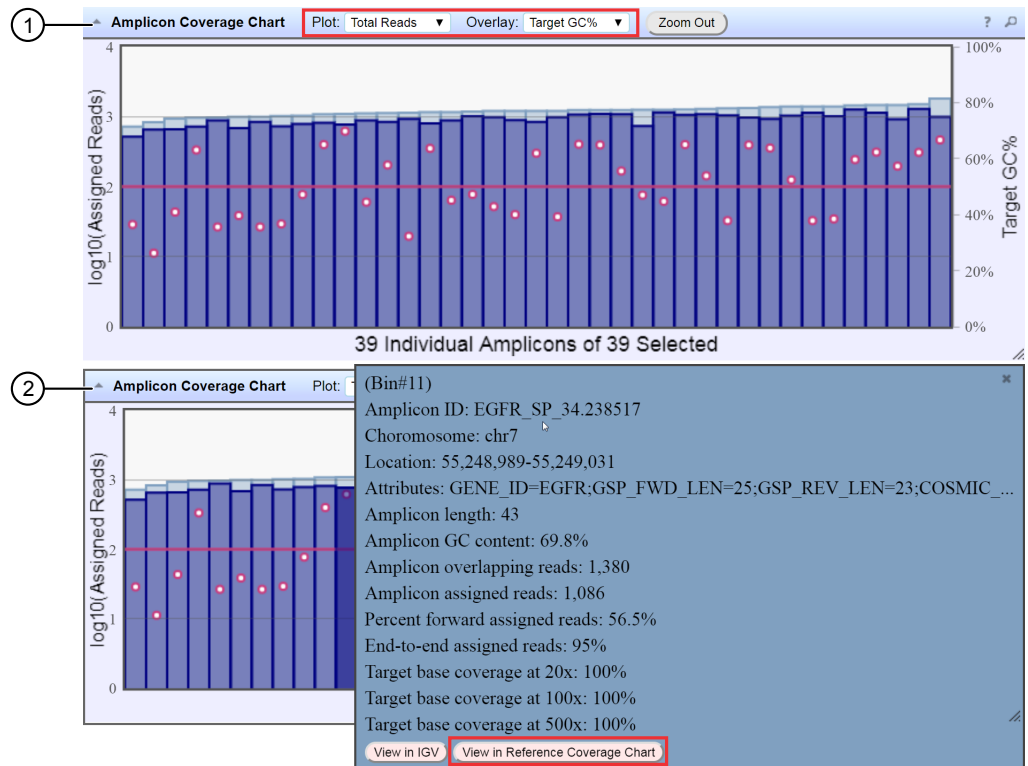 1
Amplicon Coverage Chart Plot: Total Reads ▼ Overlay: Target GC% ▼ Zoom Out ?
4
3
2
1
0
log10(Assigned Reads)
100%
80%
60%
40%
20%
0%
Target GC%
39 Individual Amplicons of 39 Selected
2
Amplicon Coverage Chart Plot:
4
3
2
1
0
log10(Assigned Reads)
(Bin#11)
Amplicon ID: EGFR_SP_34.238517
Choromosome: chr7
Location: 55,248,989-55,249,031
Attributes: GENE_ID=EGFR;GSP_FWD_LEN=25;GSP_REV_LEN=23;COSMIC_...
Amplicon length: 43
Amplicon GC content: 69.8%
Amplicon overlapping reads: 1,380
Amplicon assigned reads: 1,086
Percent forward assigned reads: 56.5%
End-to-end assigned reads: 95%
Target base coverage at 20x: 100%
Target base coverage at 100x: 100%
Target base coverage at 500x: 100%
View in IGV View in Reference Coverage Chart